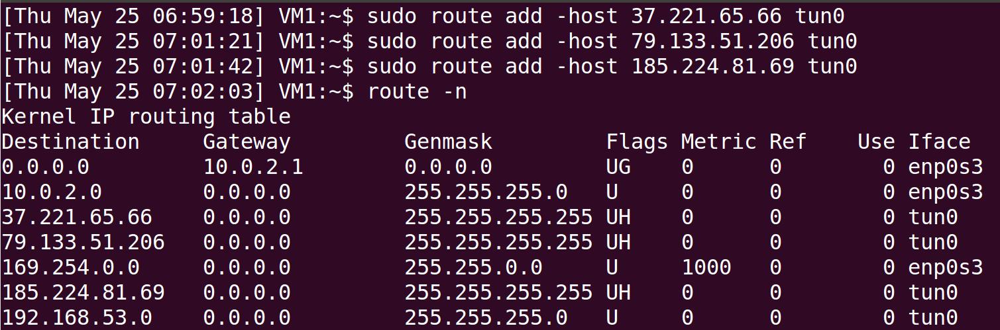 [Thu May 25 06:59:18] VM1:~$ sudo route add -host 37.221.65.66 tun0
[Thu May 25 07:01:21] VM1:~$ sudo route add -host 79.133.51.206 tun0
[Thu May 25 07:01:42] VM1:~$ sudo route add -host 185.224.81.69 tun0
[Thu May 25 07:02:03] VM1:~$ route -n
Kernel IP routing table
Destination     Gateway         Genmask         Flags Metric Ref    Use Iface
0.0.0.0         10.0.2.1        0.0.0.0         UG    0      0        0 enp0s3
10.0.2.0        0.0.0.0         255.255.255.0   U     0      0        0 enp0s3
37.221.65.66    0.0.0.0         255.255.255.255 UH    0      0        0 tun0
79.133.51.206   0.0.0.0         255.255.255.255 UH    0      0        0 tun0
169.254.0.0     0.0.0.0         255.255.0.0     U     1000   0        0 enp0s3
185.224.81.69   0.0.0.0         255.255.255.255 UH    0      0        0 tun0
192.168.53.0    0.0.0.0         255.255.255.0   U     0      0        0 tun0